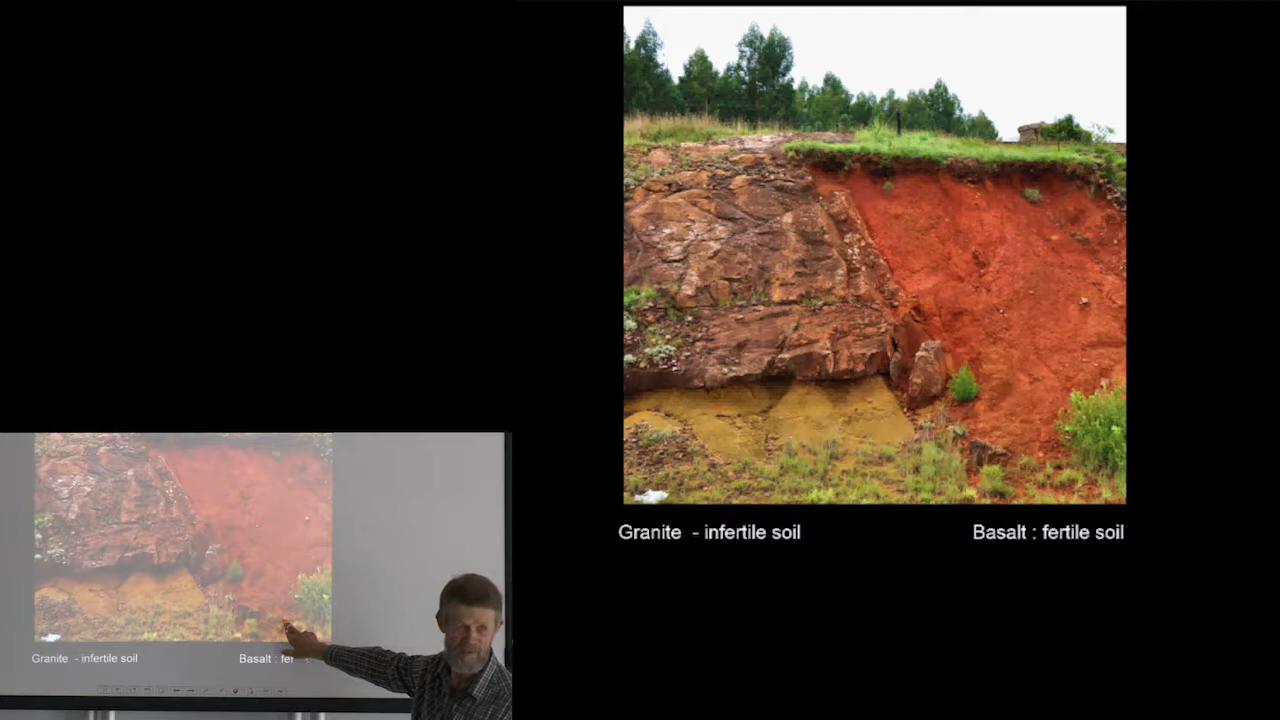 Granite  - infertile soil
Basalt : fertile soil
Granite  - infertile soil
Basalt : fer